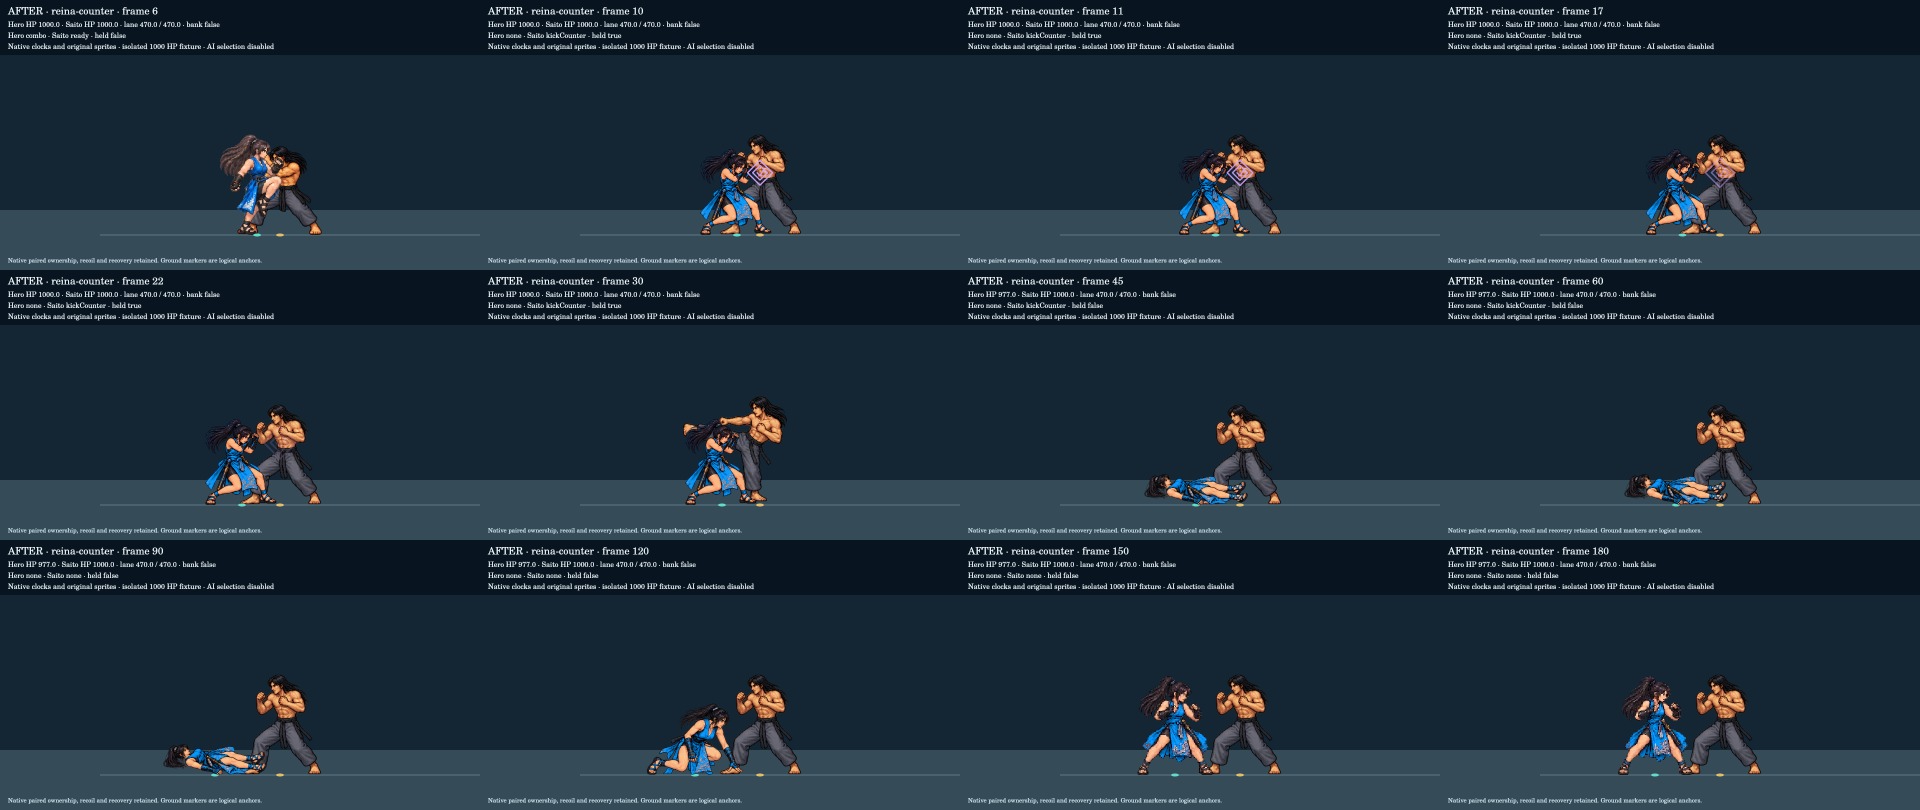 AFTER · reina-counter · frame 6
Hero HP 1000.0 · Saito HP 1000.0 · lane 470.0 / 470.0 · bank false
Hero combo · Saito ready · held false
Native clocks and original sprites · isolated 1000 HP fixture · AI selection disabled
Native paired ownership, recoil and recovery retained. Ground markers are logical anchors.
AFTER · reina-counter · frame 10
Hero HP 1000.0 · Saito HP 1000.0 · lane 470.0 / 470.0 · bank false
Hero none · Saito kickCounter · held true
Native clocks and original sprites · isolated 1000 HP fixture · AI selection disabled
Native paired ownership, recoil and recovery retained. Ground markers are logical anchors.
AFTER · reina-counter · frame 11
Hero HP 1000.0 · Saito HP 1000.0 · lane 470.0 / 470.0 · bank false
Hero none · Saito kickCounter · held true
Native clocks and original sprites · isolated 1000 HP fixture · AI selection disabled
Native paired ownership, recoil and recovery retained. Ground markers are logical anchors.
AFTER · reina-counter · frame 17
Hero HP 1000.0 · Saito HP 1000.0 · lane 470.0 / 470.0 · bank false
Hero none · Saito kickCounter · held true
Native clocks and original sprites · isolated 1000 HP fixture · AI selection disabled
Native paired ownership, recoil and recovery retained. Ground markers are logical anchors.
AFTER · reina-counter · frame 22
Hero HP 1000.0 · Saito HP 1000.0 · lane 470.0 / 470.0 · bank false
Hero none · Saito kickCounter · held true
Native clocks and original sprites · isolated 1000 HP fixture · AI selection disabled
Native paired ownership, recoil and recovery retained. Ground markers are logical anchors.
AFTER · reina-counter · frame 30
Hero HP 1000.0 · Saito HP 1000.0 · lane 470.0 / 470.0 · bank false
Hero none · Saito kickCounter · held true
Native clocks and original sprites · isolated 1000 HP fixture · AI selection disabled
Native paired ownership, recoil and recovery retained. Ground markers are logical anchors.
AFTER · reina-counter · frame 45
Hero HP 977.0 · Saito HP 1000.0 · lane 470.0 / 470.0 · bank false
Hero none · Saito kickCounter · held false
Native clocks and original sprites · isolated 1000 HP fixture · AI selection disabled
Native paired ownership, recoil and recovery retained. Ground markers are logical anchors.
AFTER · reina-counter · frame 60
Hero HP 977.0 · Saito HP 1000.0 · lane 470.0 / 470.0 · bank false
Hero none · Saito kickCounter · held false
Native clocks and original sprites · isolated 1000 HP fixture · AI selection disabled
Native paired ownership, recoil and recovery retained. Ground markers are logical anchors.
AFTER · reina-counter · frame 90
Hero HP 977.0 · Saito HP 1000.0 · lane 470.0 / 470.0 · bank false
Hero none · Saito none · held false
Native clocks and original sprites · isolated 1000 HP fixture · AI selection disabled
Native paired ownership, recoil and recovery retained. Ground markers are logical anchors.
AFTER · reina-counter · frame 120
Hero HP 977.0 · Saito HP 1000.0 · lane 470.0 / 470.0 · bank false
Hero none · Saito none · held false
Native clocks and original sprites · isolated 1000 HP fixture · AI selection disabled
Native paired ownership, recoil and recovery retained. Ground markers are logical anchors.
AFTER · reina-counter · frame 150
Hero HP 977.0 · Saito HP 1000.0 · lane 470.0 / 470.0 · bank false
Hero none · Saito none · held false
Native clocks and original sprites · isolated 1000 HP fixture · AI selection disabled
Native paired ownership, recoil and recovery retained. Ground markers are logical anchors.
AFTER · reina-counter · frame 180
Hero HP 977.0 · Saito HP 1000.0 · lane 470.0 / 470.0 · bank false
Hero none · Saito none · held false
Native clocks and original sprites · isolated 1000 HP fixture · AI selection disabled
Native paired ownership, recoil and recovery retained. Ground markers are logical anchors.